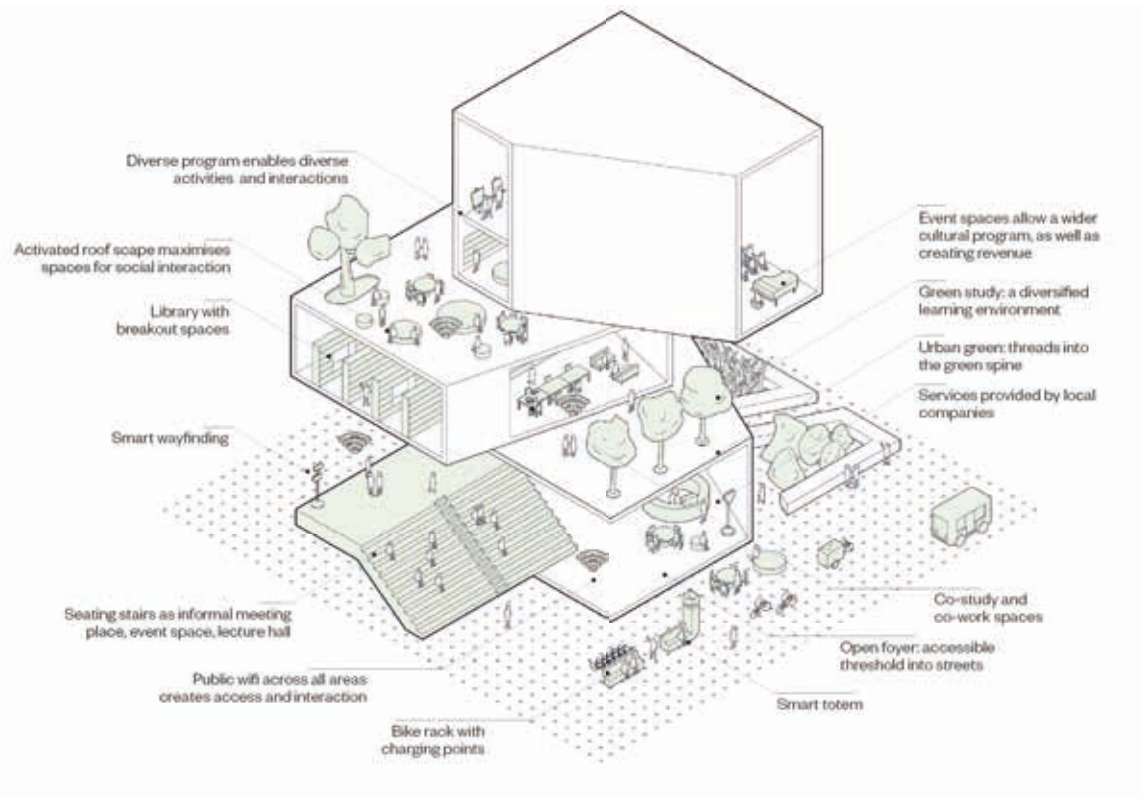 Diverse program enables diverse
activities and interactions
Activated roof scape maximises
spaces for social interaction
Library with
breakout spaces
Smart wayfinding
Seating stairs as informal meeting
place, event space, lecture hall
Public wifi across all areas
creates access and interaction
Bike rack with
charging points
Event spaces allow a wider
cultural program, as well as
creating revenue
Green study: a diversified
learning environment
Urban green: threads into
the green spine
Services provided by local
companies
Co-study and
co-work spaces
Open foyer: accessible
threshold into streets
Smart totem